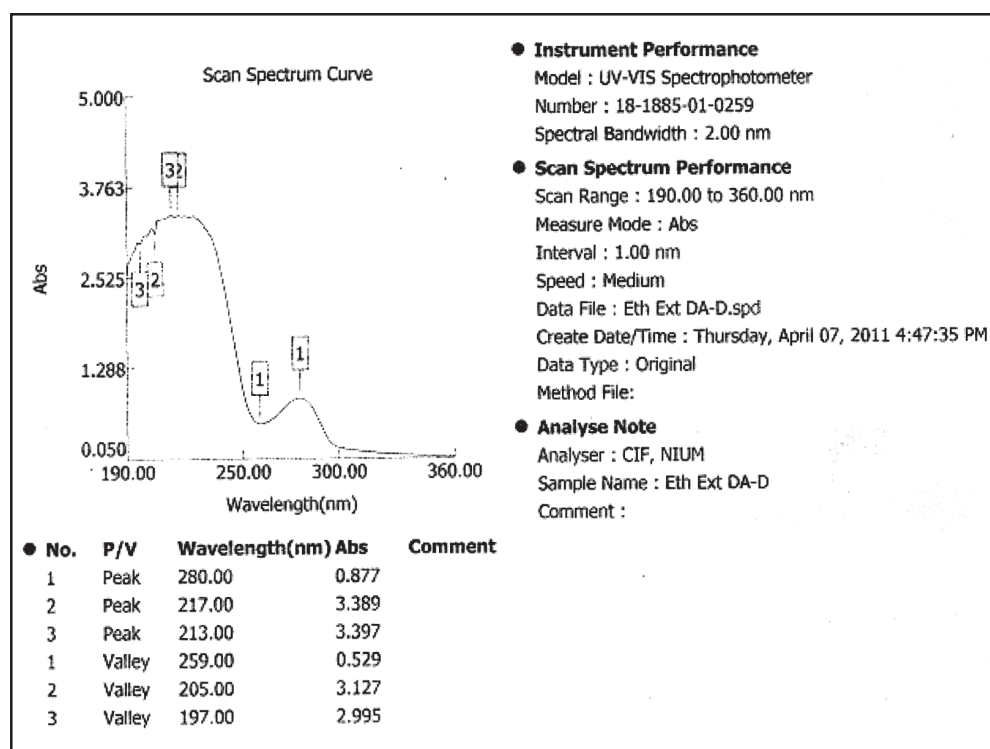 Scan Spectrum Curve
5.000
3.763
2.525
1.288
0.050
Abs
3 2
3 2
1
1
190.00 250.00 300.00 360.00
Wavelength(nm)
● Instrument Performance
Model : UV-VIS Spectrophotometer
Number : 18-1885-01-0259
Spectral Bandwidth : 2.00 nm
● Scan Spectrum Performance
Scan Range : 190.00 to 360.00 nm
Measure Mode : Abs
Interval : 1.00 nm
Speed : Medium
Data File : Eth Ext DA-D.spd
Create Date/Time : Thursday, April 07, 2011 4:47:35 PM
Data Type : Original
Method File:
● Analyse Note
Analyser : CIF, NIUM
Sample Name : Eth Ext DA-D
Comment :
● No. P/V Wavelength(nm) Abs Comment
1 Peak 280.00 0.877
2 Peak 217.00 3.389
3 Peak 213.00 3.397
1 Valley 259.00 0.529
2 Valley 205.00 3.127
3 Valley 197.00 2.995